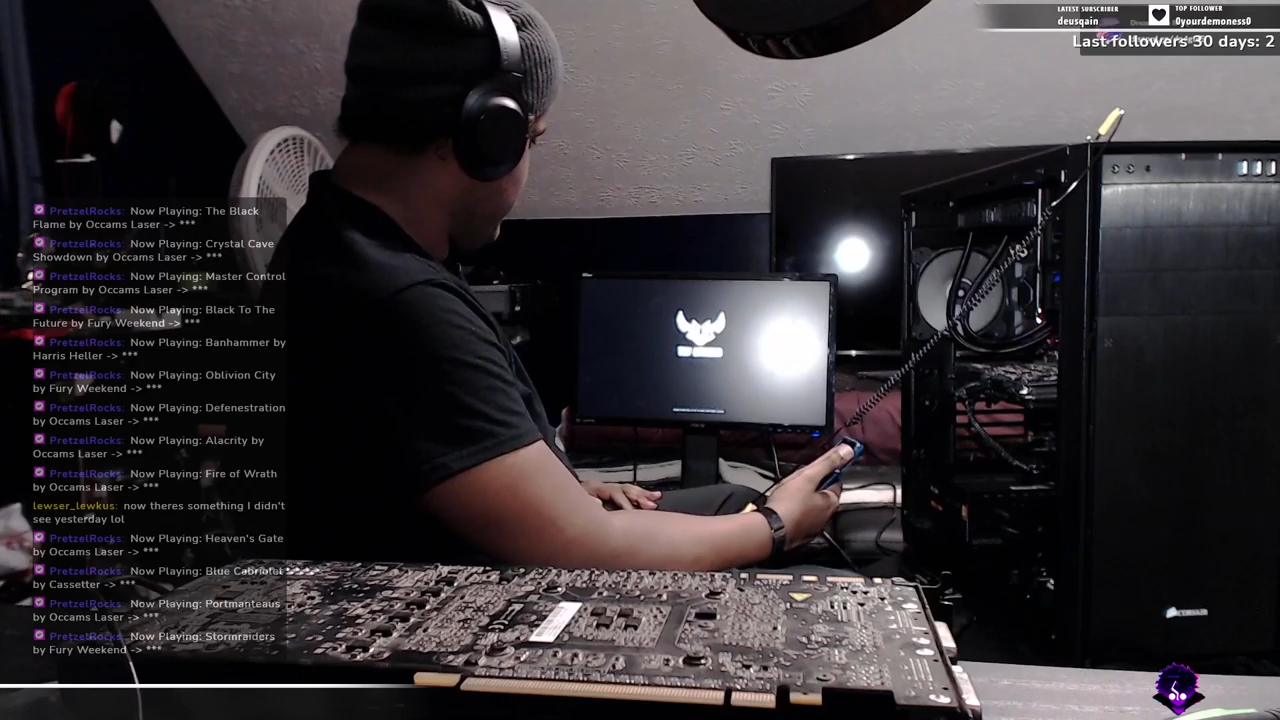 LATEST SUBSCRIBER
deusqain
TOP FOLLOWER
0yourdemoness0
Last followers 30 days: 2
PretzelRocks: Now Playing: The Black
Flame by Occams Laser -> ***
PretzelRocks: Now Playing: Crystal Cave
Showdown by Occams Laser -> ***
PretzelRocks: Now Playing: Master Control
Program by Occams Laser -> ***
PretzelRocks: Now Playing: Black To The
Future by Fury Weekend -> ***
PretzelRocks: Now Playing: Banhammer by
Harris Heller -> ***
PretzelRocks: Now Playing: Oblivion City
by Fury Weekend -> ***
PretzelRocks: Now Playing: Defenestration
by Occams Laser -> ***
PretzelRocks: Now Playing: Alacrity by
Occams Laser -> ***
PretzelRocks: Now Playing: Fire of Wrath
by Occams Laser -> ***
lewser_lewkus: now theres something I didn't
see yesterday lol
PretzelRocks: Now Playing: Heaven's Gate
by Occams Laser -> ***
PretzelRocks: Now Playing: Blue Cabriolet
by Cassetter -> ***
PretzelRocks: Now Playing: Portmanteaus
by Occams Laser -> ***
PretzelRocks: Now Playing: Stormraiders
by Fury Weekend -> ***
TUF GAMING
CORSAIR